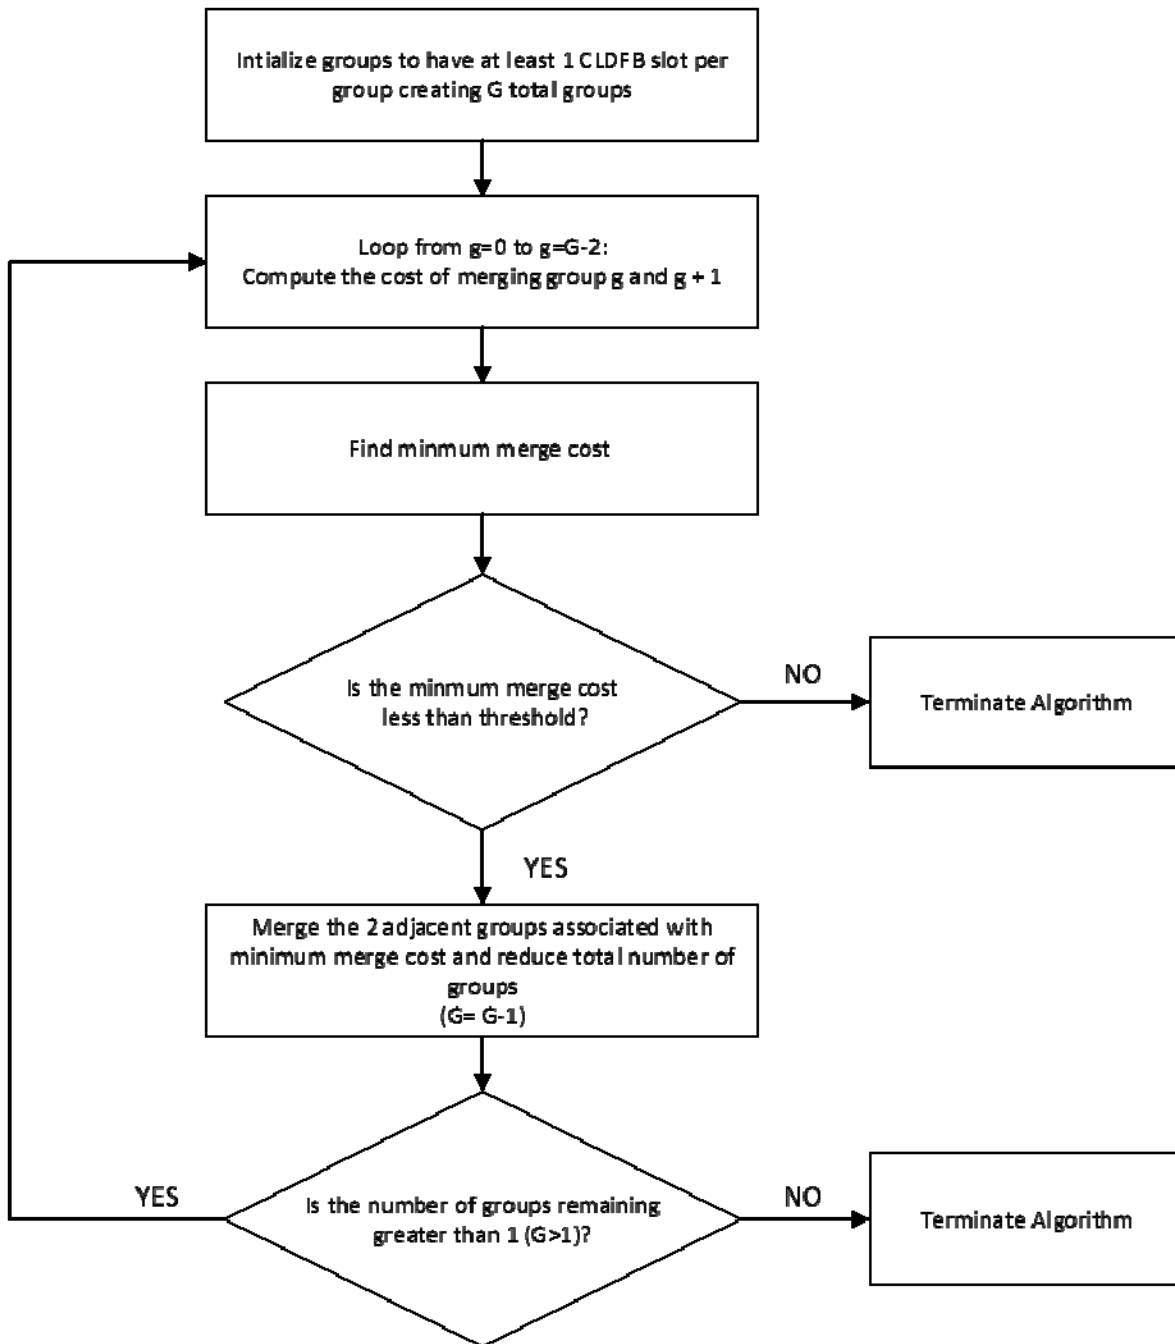 Intialize groups to have at least 1 CLDFB slot per
group creating G total groups
Loop from g=0 to g=G-2:
Compute the cost of merging group g and g + 1
Find minmum merge cost
Is the minmum merge cost
less than threshold?
NO
Terminate Algorithm
YES
Merge the 2 adjacent groups associated with
minimum merge cost and reduce total number of
groups
(G= G-1)
YES
Is the number of groups remaining
greater than 1 (G>1)?
NO
Terminate Algorithm